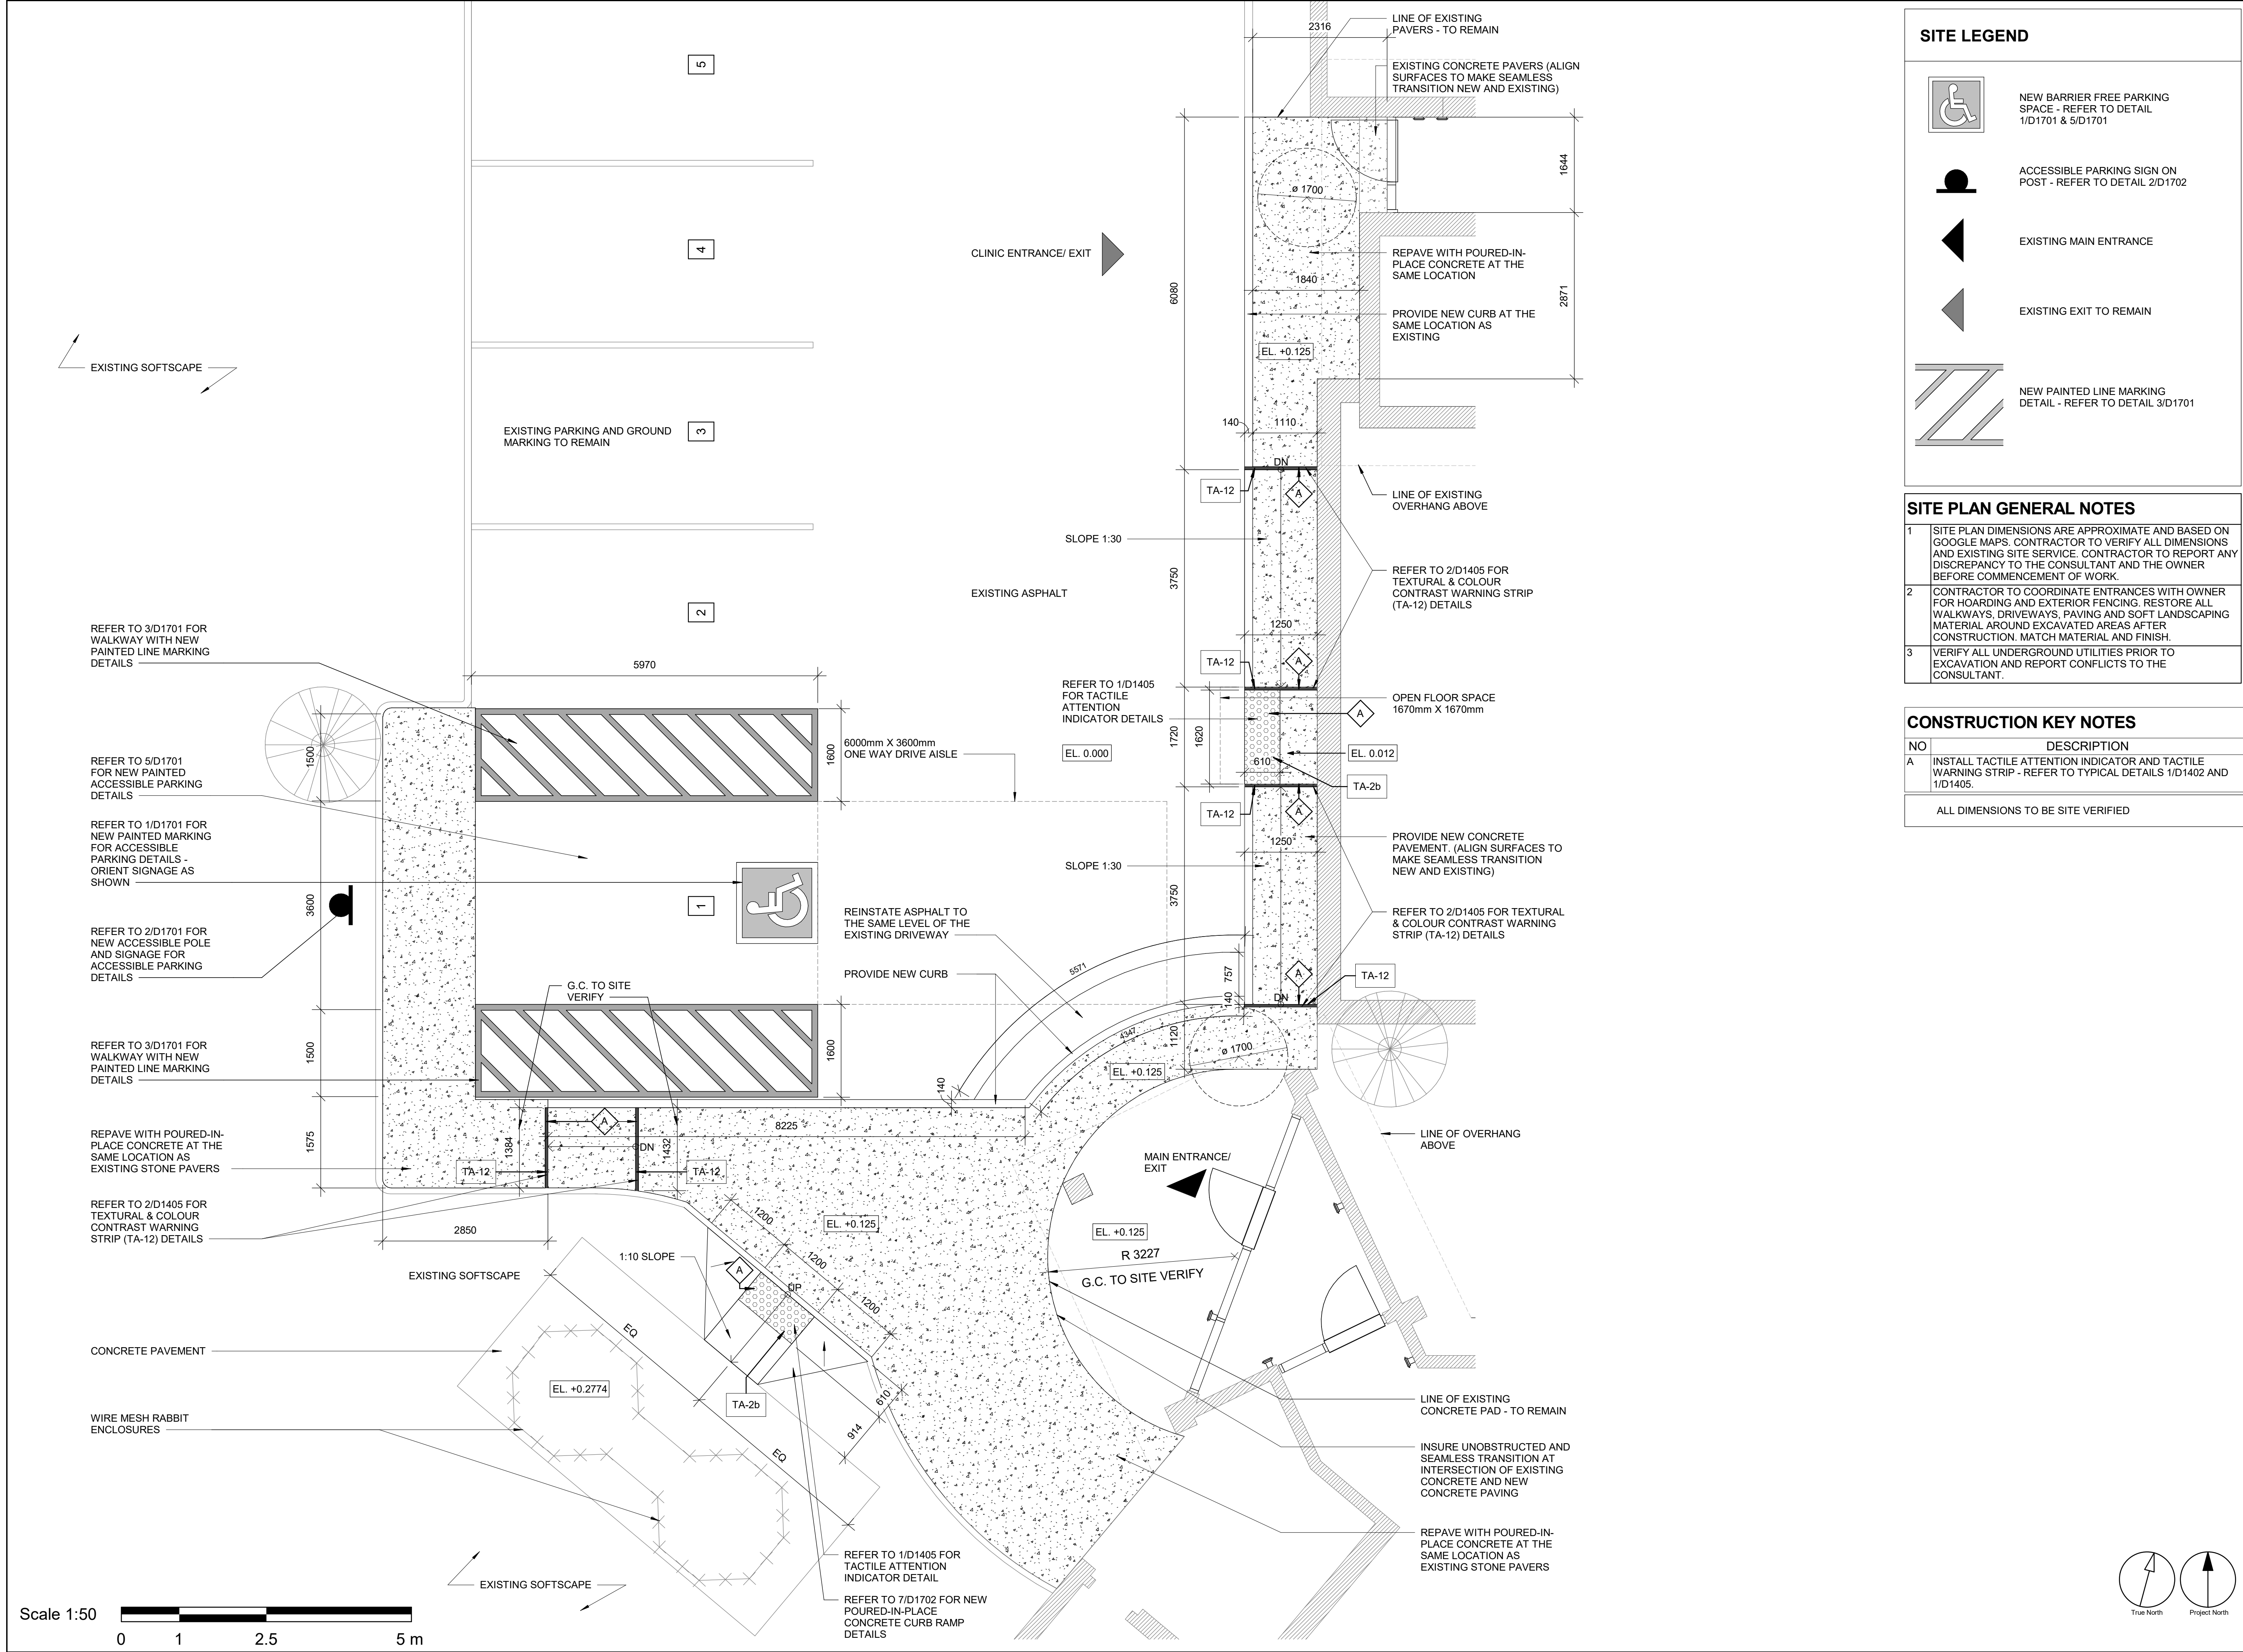 5
4
3
2
1
EXISTING SOFTSCAPE
EXISTING PARKING AND GROUND
MARKING TO REMAIN
REFER TO 3/D1701 FOR
WALKWAY WITH NEW
PAINTED LINE MARKING
DETAILS
REFER TO 5/D1701
FOR NEW PAINTED
ACCESSIBLE PARKING
DETAILS
REFER TO 1/D1701 FOR
NEW PAINTED MARKING
FOR ACCESSIBLE
PARKING DETAILS -
ORIENT SIGNAGE AS
SHOWN
REFER TO 2/D1701 FOR
NEW ACCESSIBLE POLE
AND SIGNAGE FOR
ACCESSIBLE PARKING
DETAILS
REFER TO 3/D1701 FOR
WALKWAY WITH NEW
PAINTED LINE MARKING
DETAILS
REPAVE WITH POURED-IN-
PLACE CONCRETE AT THE
SAME LOCATION AS
EXISTING STONE PAVERS
REFER TO 2/D1405 FOR
TEXTURAL & COLOUR
CONTRAST WARNING
STRIP (TA-12) DETAILS
CONCRETE PAVEMENT
WIRE MESH RABBIT
ENCLOSURES
1500
3600
1500
1575
5970
1600
1600
6000mm X 3600mm
ONE WAY DRIVE AISLE
G.C. TO SITE
VERIFY
REINSTATE ASPHALT TO
THE SAME LEVEL OF THE
EXISTING DRIVEWAY
PROVIDE NEW CURB
5571
4347
140
757
140
1120
ø 1700
EL. +0.125
8225
1384
1432
A
DN
TA-12
TA-12
2850
EXISTING SOFTSCAPE
1:10 SLOPE
1200
1200
1200
EL. +0.125
A
UP
EQ
EQ
EL. +0.2774
TA-2b
610
914
EXISTING SOFTSCAPE
REFER TO 1/D1405 FOR
TACTILE ATTENTION
INDICATOR DETAIL
REFER TO 7/D1702 FOR NEW
POURED-IN-PLACE
CONCRETE CURB RAMP
DETAILS
MAIN ENTRANCE/
EXIT
EL. +0.125
R 3227
G.C. TO SITE VERIFY
CLINIC ENTRANCE/ EXIT
EXISTING ASPHALT
SLOPE 1:30
REFER TO 1/D1405
FOR TACTILE
ATTENTION
INDICATOR DETAILS
EL. 0.000
SLOPE 1:30
6080
3750
1720
1620
3750
2316
ø 1700
1840
EL. +0.125
140
1110
DN
TA-12
A
1250
TA-12
A
610
TA-12
A
1250
A
DN
1644
2871
LINE OF EXISTING
PAVERS - TO REMAIN
EXISTING CONCRETE PAVERS (ALIGN
SURFACES TO MAKE SEAMLESS
TRANSITION NEW AND EXISTING)
REPAVE WITH POURED-IN-
PLACE CONCRETE AT THE
SAME LOCATION
PROVIDE NEW CURB AT THE
SAME LOCATION AS
EXISTING
LINE OF EXISTING
OVERHANG ABOVE
REFER TO 2/D1405 FOR
TEXTURAL & COLOUR
CONTRAST WARNING STRIP
(TA-12) DETAILS
OPEN FLOOR SPACE
1670mm X 1670mm
A
EL. 0.012
TA-2b
PROVIDE NEW CONCRETE
PAVEMENT. (ALIGN SURFACES TO
MAKE SEAMLESS TRANSITION
NEW AND EXISTING)
REFER TO 2/D1405 FOR TEXTURAL
& COLOUR CONTRAST WARNING
STRIP (TA-12) DETAILS
TA-12
LINE OF OVERHANG
ABOVE
LINE OF EXISTING
CONCRETE PAD - TO REMAIN
INSURE UNOBSTRUCTED AND
SEAMLESS TRANSITION AT
INTERSECTION OF EXISTING
CONCRETE AND NEW
CONCRETE PAVING
REPAVE WITH POURED-IN-
PLACE CONCRETE AT THE
SAME LOCATION AS
EXISTING STONE PAVERS
SITE LEGEND
NEW BARRIER FREE PARKING
SPACE - REFER TO DETAIL
1/D1701 & 5/D1701
ACCESSIBLE PARKING SIGN ON
POST - REFER TO DETAIL 2/D1702
EXISTING MAIN ENTRANCE
EXISTING EXIT TO REMAIN
NEW PAINTED LINE MARKING
DETAIL - REFER TO DETAIL 3/D1701
SITE PLAN GENERAL NOTES
1 SITE PLAN DIMENSIONS ARE APPROXIMATE AND BASED ON
GOOGLE MAPS. CONTRACTOR TO VERIFY ALL DIMENSIONS
AND EXISTING SITE SERVICE. CONTRACTOR TO REPORT ANY
DISCREPANCY TO THE CONSULTANT AND THE OWNER
BEFORE COMMENCEMENT OF WORK.
2 CONTRACTOR TO COORDINATE ENTRANCES WITH OWNER
FOR HOARDING AND EXTERIOR FENCING. RESTORE ALL
WALKWAYS, DRIVEWAYS, PAVING AND SOFT LANDSCAPING
MATERIAL AROUND EXCAVATED AREAS AFTER
CONSTRUCTION. MATCH MATERIAL AND FINISH.
3 VERIFY ALL UNDERGROUND UTILITIES PRIOR TO
EXCAVATION AND REPORT CONFLICTS TO THE
CONSULTANT.
CONSTRUCTION KEY NOTES
NO DESCRIPTION
A INSTALL TACTILE ATTENTION INDICATOR AND TACTILE
WARNING STRIP - REFER TO TYPICAL DETAILS 1/D1402 AND
1/D1405.
ALL DIMENSIONS TO BE SITE VERIFIED
Scale 1:50
0 1 2.5 5 m
True North
Project North